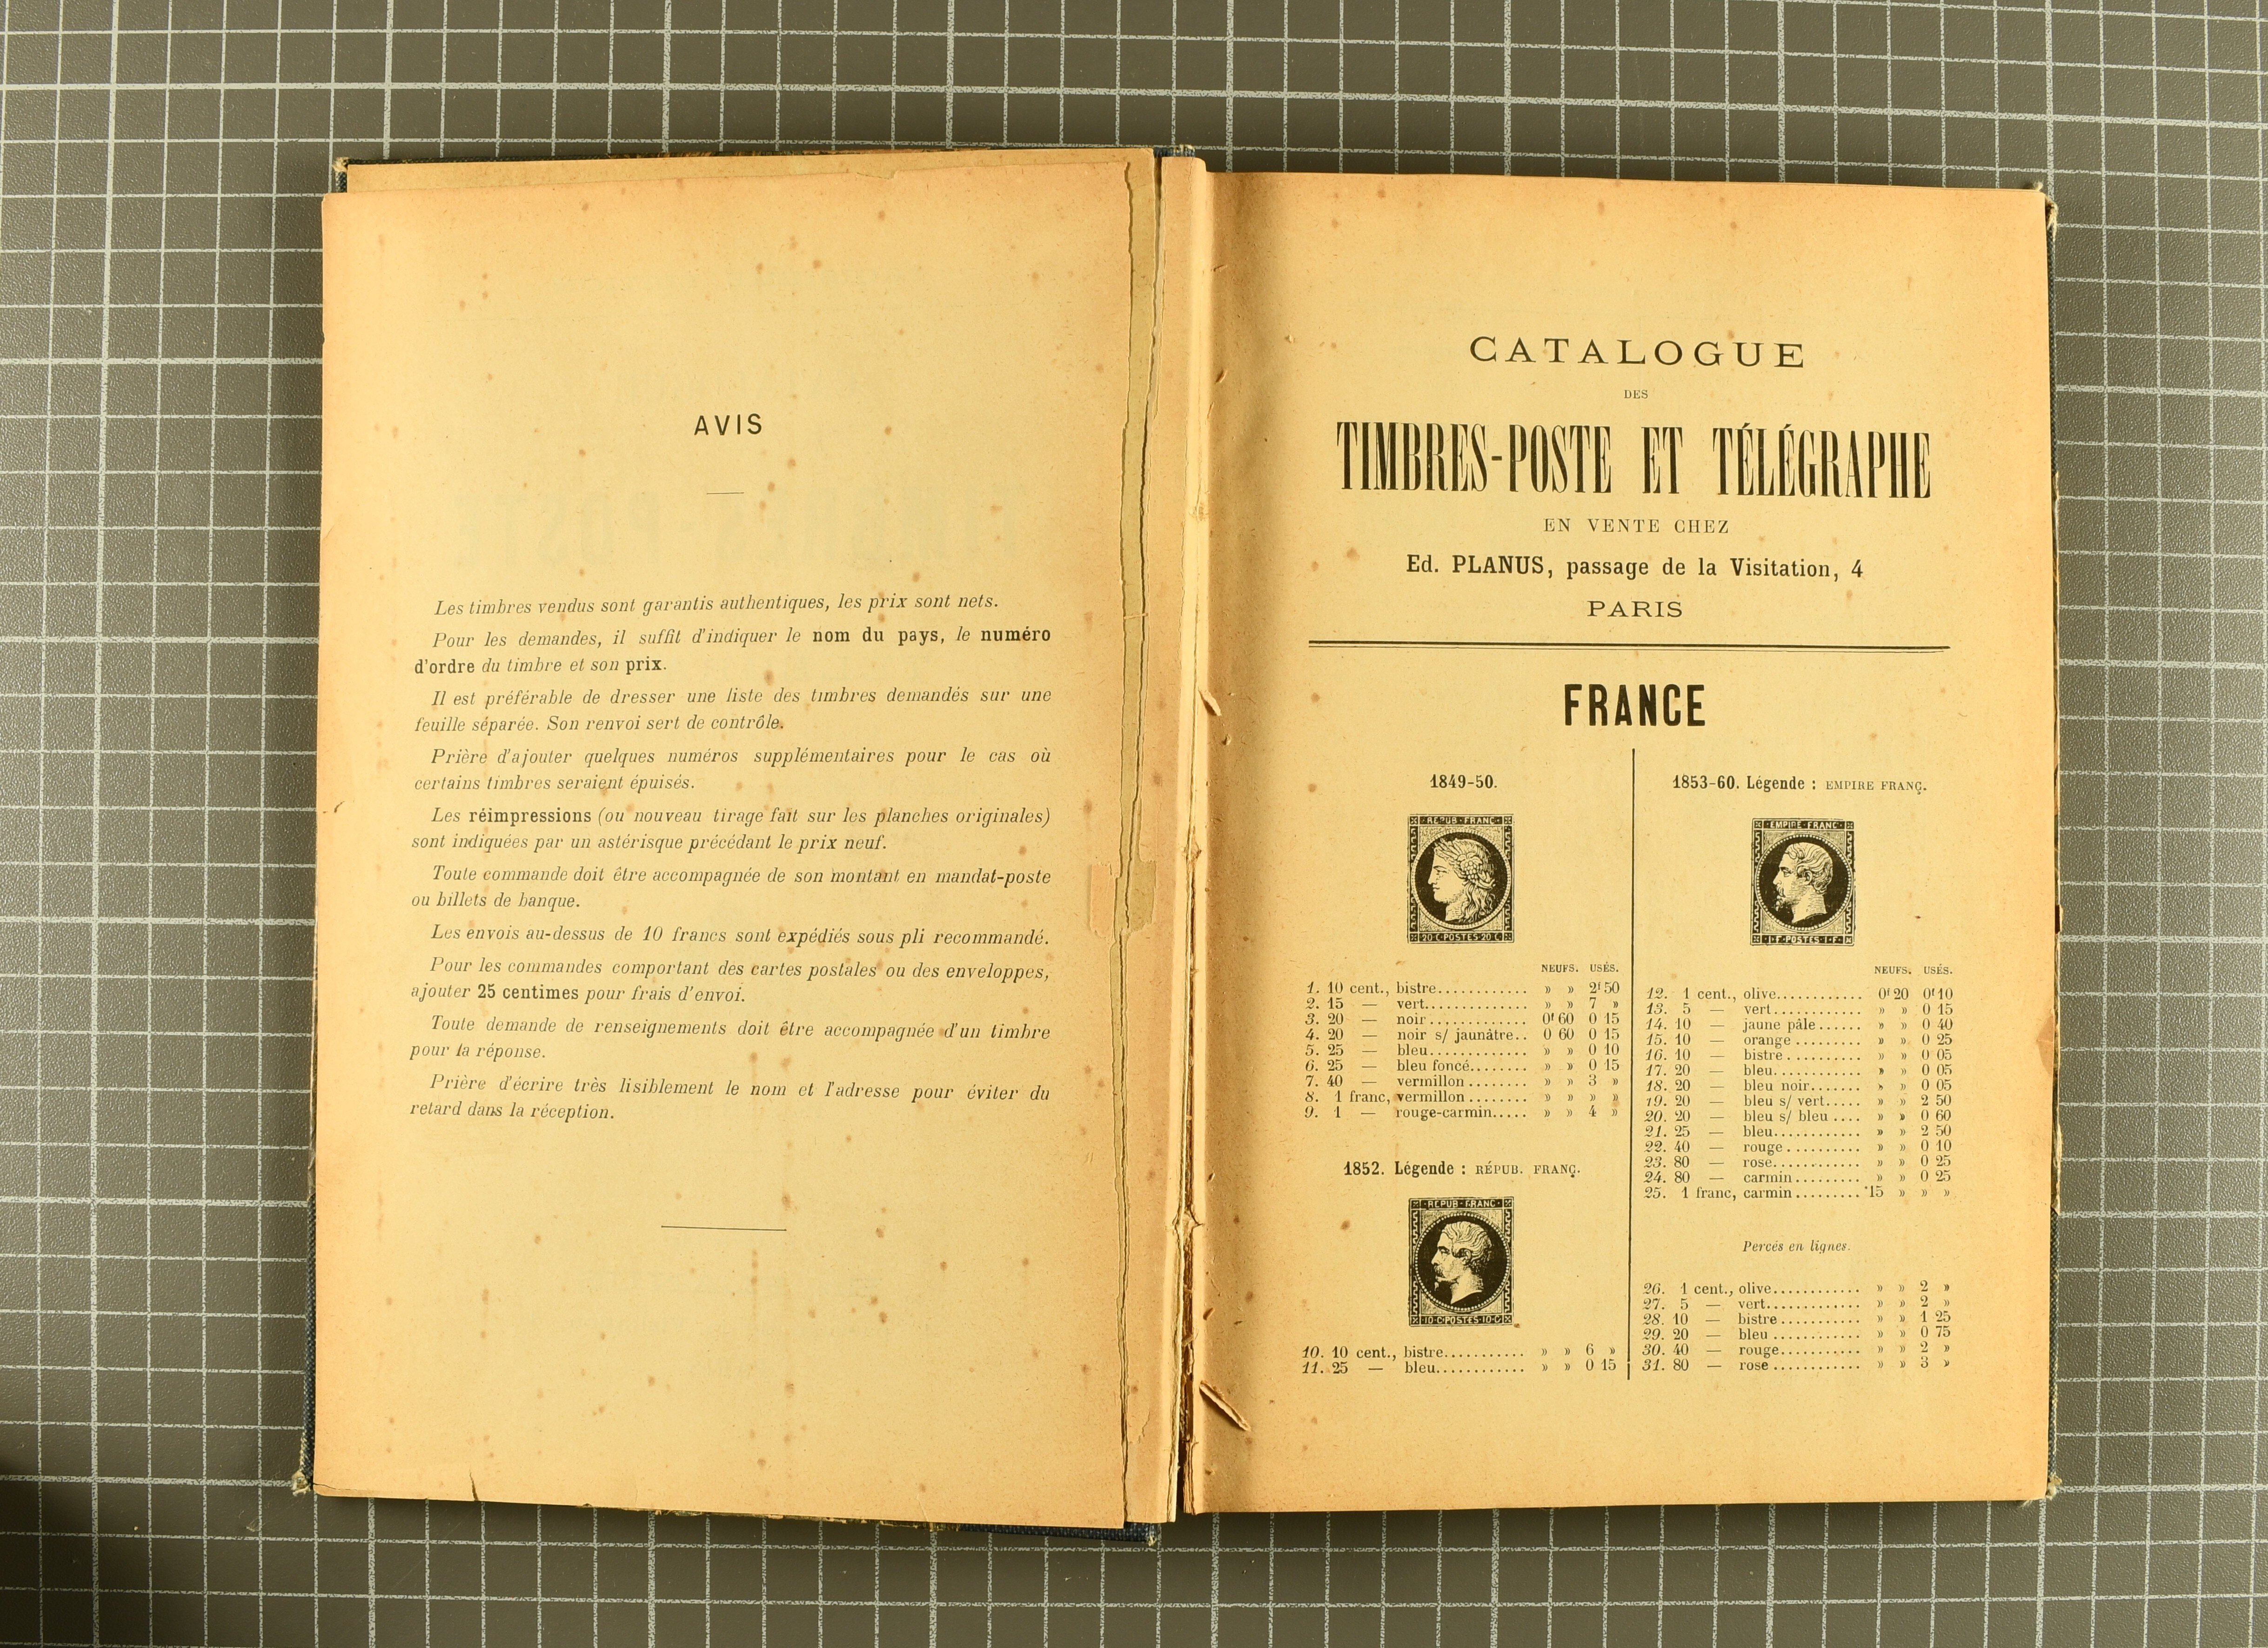 AVIS
Les timbres vendus sont garantis authentiques, les prix sont nets.
Pour les demandes, il suffit d'indiquer le nom du pays, le numéro
d'ordre du timbre et son prix.
Il est préférable de dresser une liste des timbres demandés sur une
feuille séparée. Son renvoi sert de contrôle.
Prière d'ajouter quelques numéros supplémentaires pour le cas où
certains timbres seraient épuisés.
Les réimpressions (ou nouveau tirage fait sur les planches originales)
sont indiquées par un astérisque précédant le prix neuf.
Toute commande doit être accompagnée de son montant en mandat-poste
ou billets de banque.
Les envois au-dessus de 10 francs sont expédiés sous pli recommandé.
Pour les commandes comportant des cartes postales ou des enveloppes,
ajouter 25 centimes pour frais d'envoi.
Toute demande de renseignements doit être accompagnée d'un timbre
pour la réponse.
Prière d'écrire très lisiblement le nom et l'adresse pour éviter du
retard dans la réception.
CATALOGUE
DES
TIMBRES-POSTE ET TÉLÉGRAPHE
EN VENTE CHEZ
Ed. PLANUS, passage de la Visitation, 4
PARIS
FRANCE
1849-50.
REPUB·FRANC·
20·C·POSTES·20·C
NEUFS. USÉS.
1. 10 cent., bistre............ » » 2f50
2. 15 — vert............. » » 7 »
3. 20 — noir............. 0f60 0 15
4. 20 — noir s/ jaunâtre.. 0 60 0 15
5. 25 — bleu............. » » 0 10
6. 25 — bleu foncé........ » » 0 15
7. 40 — vermillon........ » » 3 »
8. 1 franc, vermillon........ » » » »
9. 1 — rouge-carmin..... » » 4 »
1852. Légende : RÉPUB. FRANÇ.
REPUB·FRANC·
10·C·POSTES·10·C
10. 10 cent., bistre........... » » 6 »
11. 25 — bleu............ » » 0 15
1853-60. Légende : EMPIRE FRANÇ.
EMPIRE·FRANC·
1·F·POSTES·1·F·
NEUFS. USÉS.
12. 1 cent., olive............ 0f20 0f10
13. 5 — vert............ » » 0 15
14. 10 — jaune pâle...... » » 0 40
15. 10 — orange......... » » 0 25
16. 10 — bistre.......... » » 0 05
17. 20 — bleu............ » » 0 05
18. 20 — bleu noir....... » » 0 05
19. 20 — bleu s/ vert..... » » 2 50
20. 20 — bleu s/ bleu.... » » 0 60
21. 25 — bleu............ » » 2 50
22. 40 — rouge.......... » » 0 10
23. 80 — rose............ » » 0 25
24. 80 — carmin......... » » 0 25
25. 1 franc, carmin......... *15 » » »
Percés en lignes.
26. 1 cent., olive............ » » 2 »
27. 5 — vert............. » » 2 »
28. 10 — bistre........... » » 1 25
29. 20 — bleu............ » » 0 75
30. 40 — rouge........... » » 2 »
31. 80 — rose............ » » 3 »